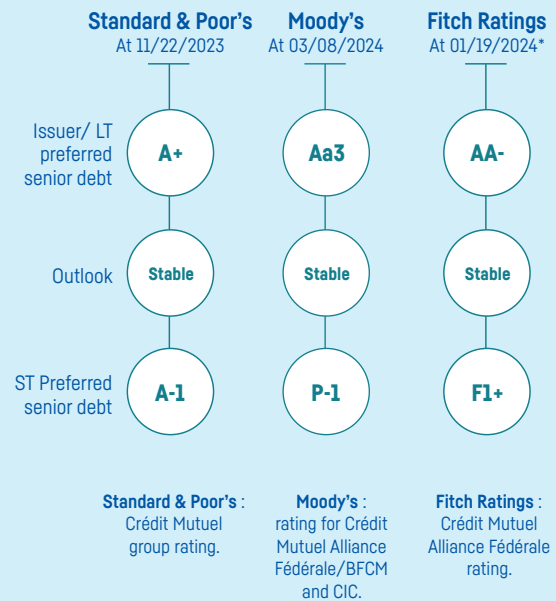 Standard & Poor's Moody's Fitch Ratings
At 11/22/2023 At 03/08/2024 At 01/19/2024*
Issuer/ LT
preferred
senior debt
A+ Aa3 AA-
Outlook Stable Stable Stable
ST Preferred
senior debt
A-1 P-1 F1+
Standard & Poor's :
Crédit Mutuel
group rating.
Moody's :
rating for Crédit
Mutuel Alliance
Fédérale/BFCM
and CIC.
Fitch Ratings :
Crédit Mutuel
Alliance Fédérale
rating.